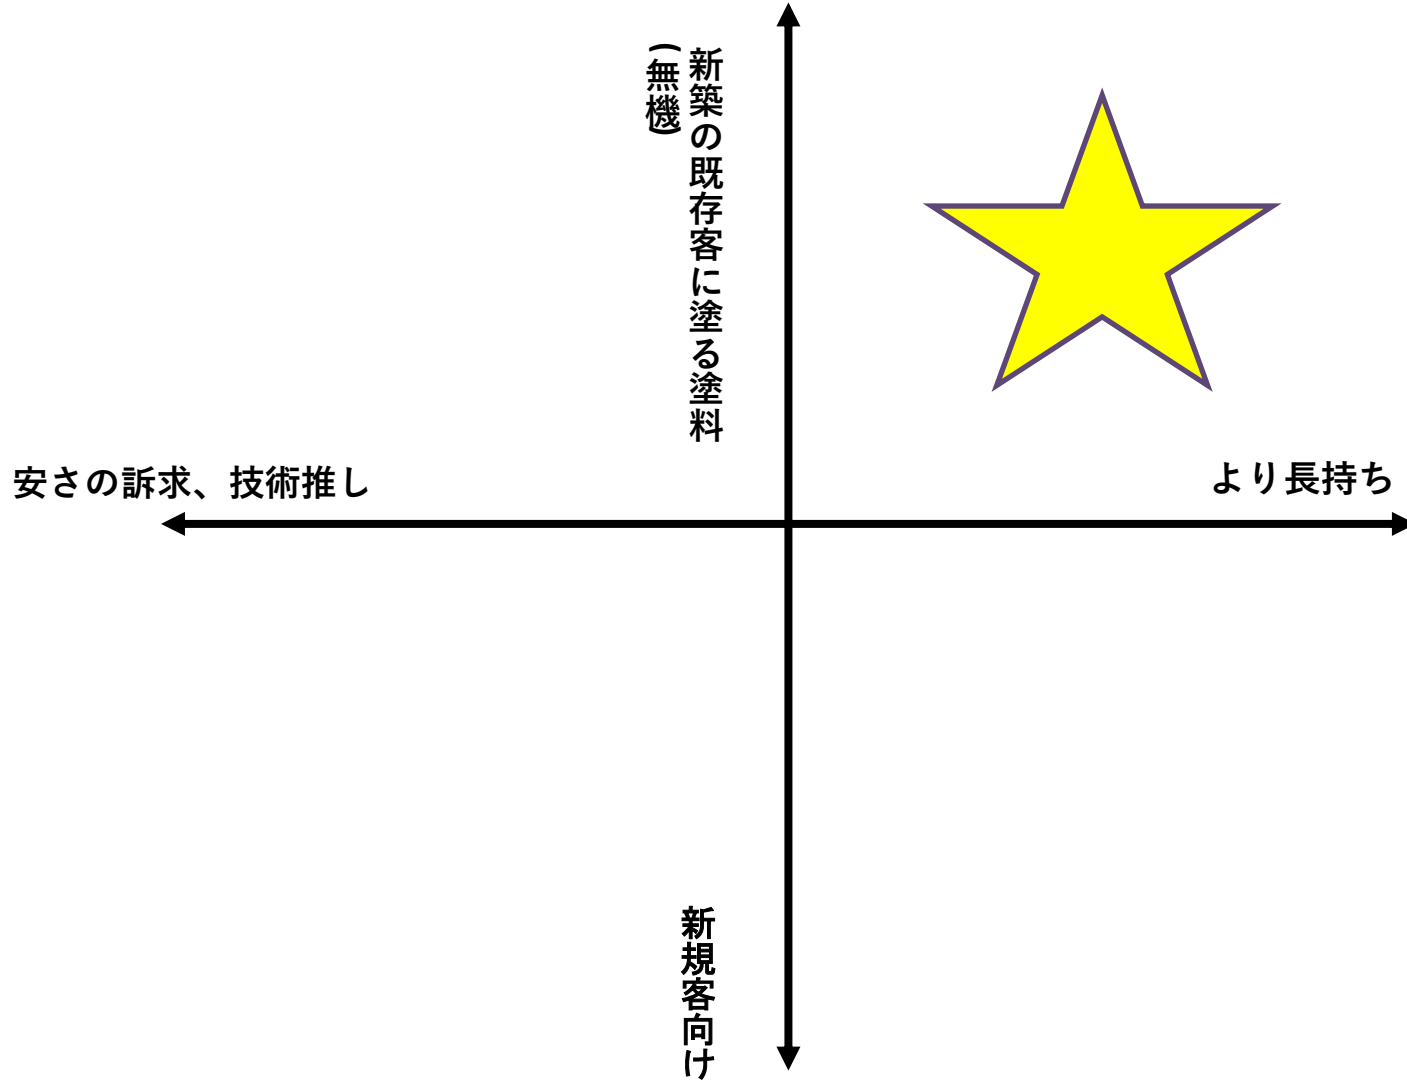 新築の既存客に塗る塗料
(無機)
安さの訴求、技術推し
より長持ち
新規客向け